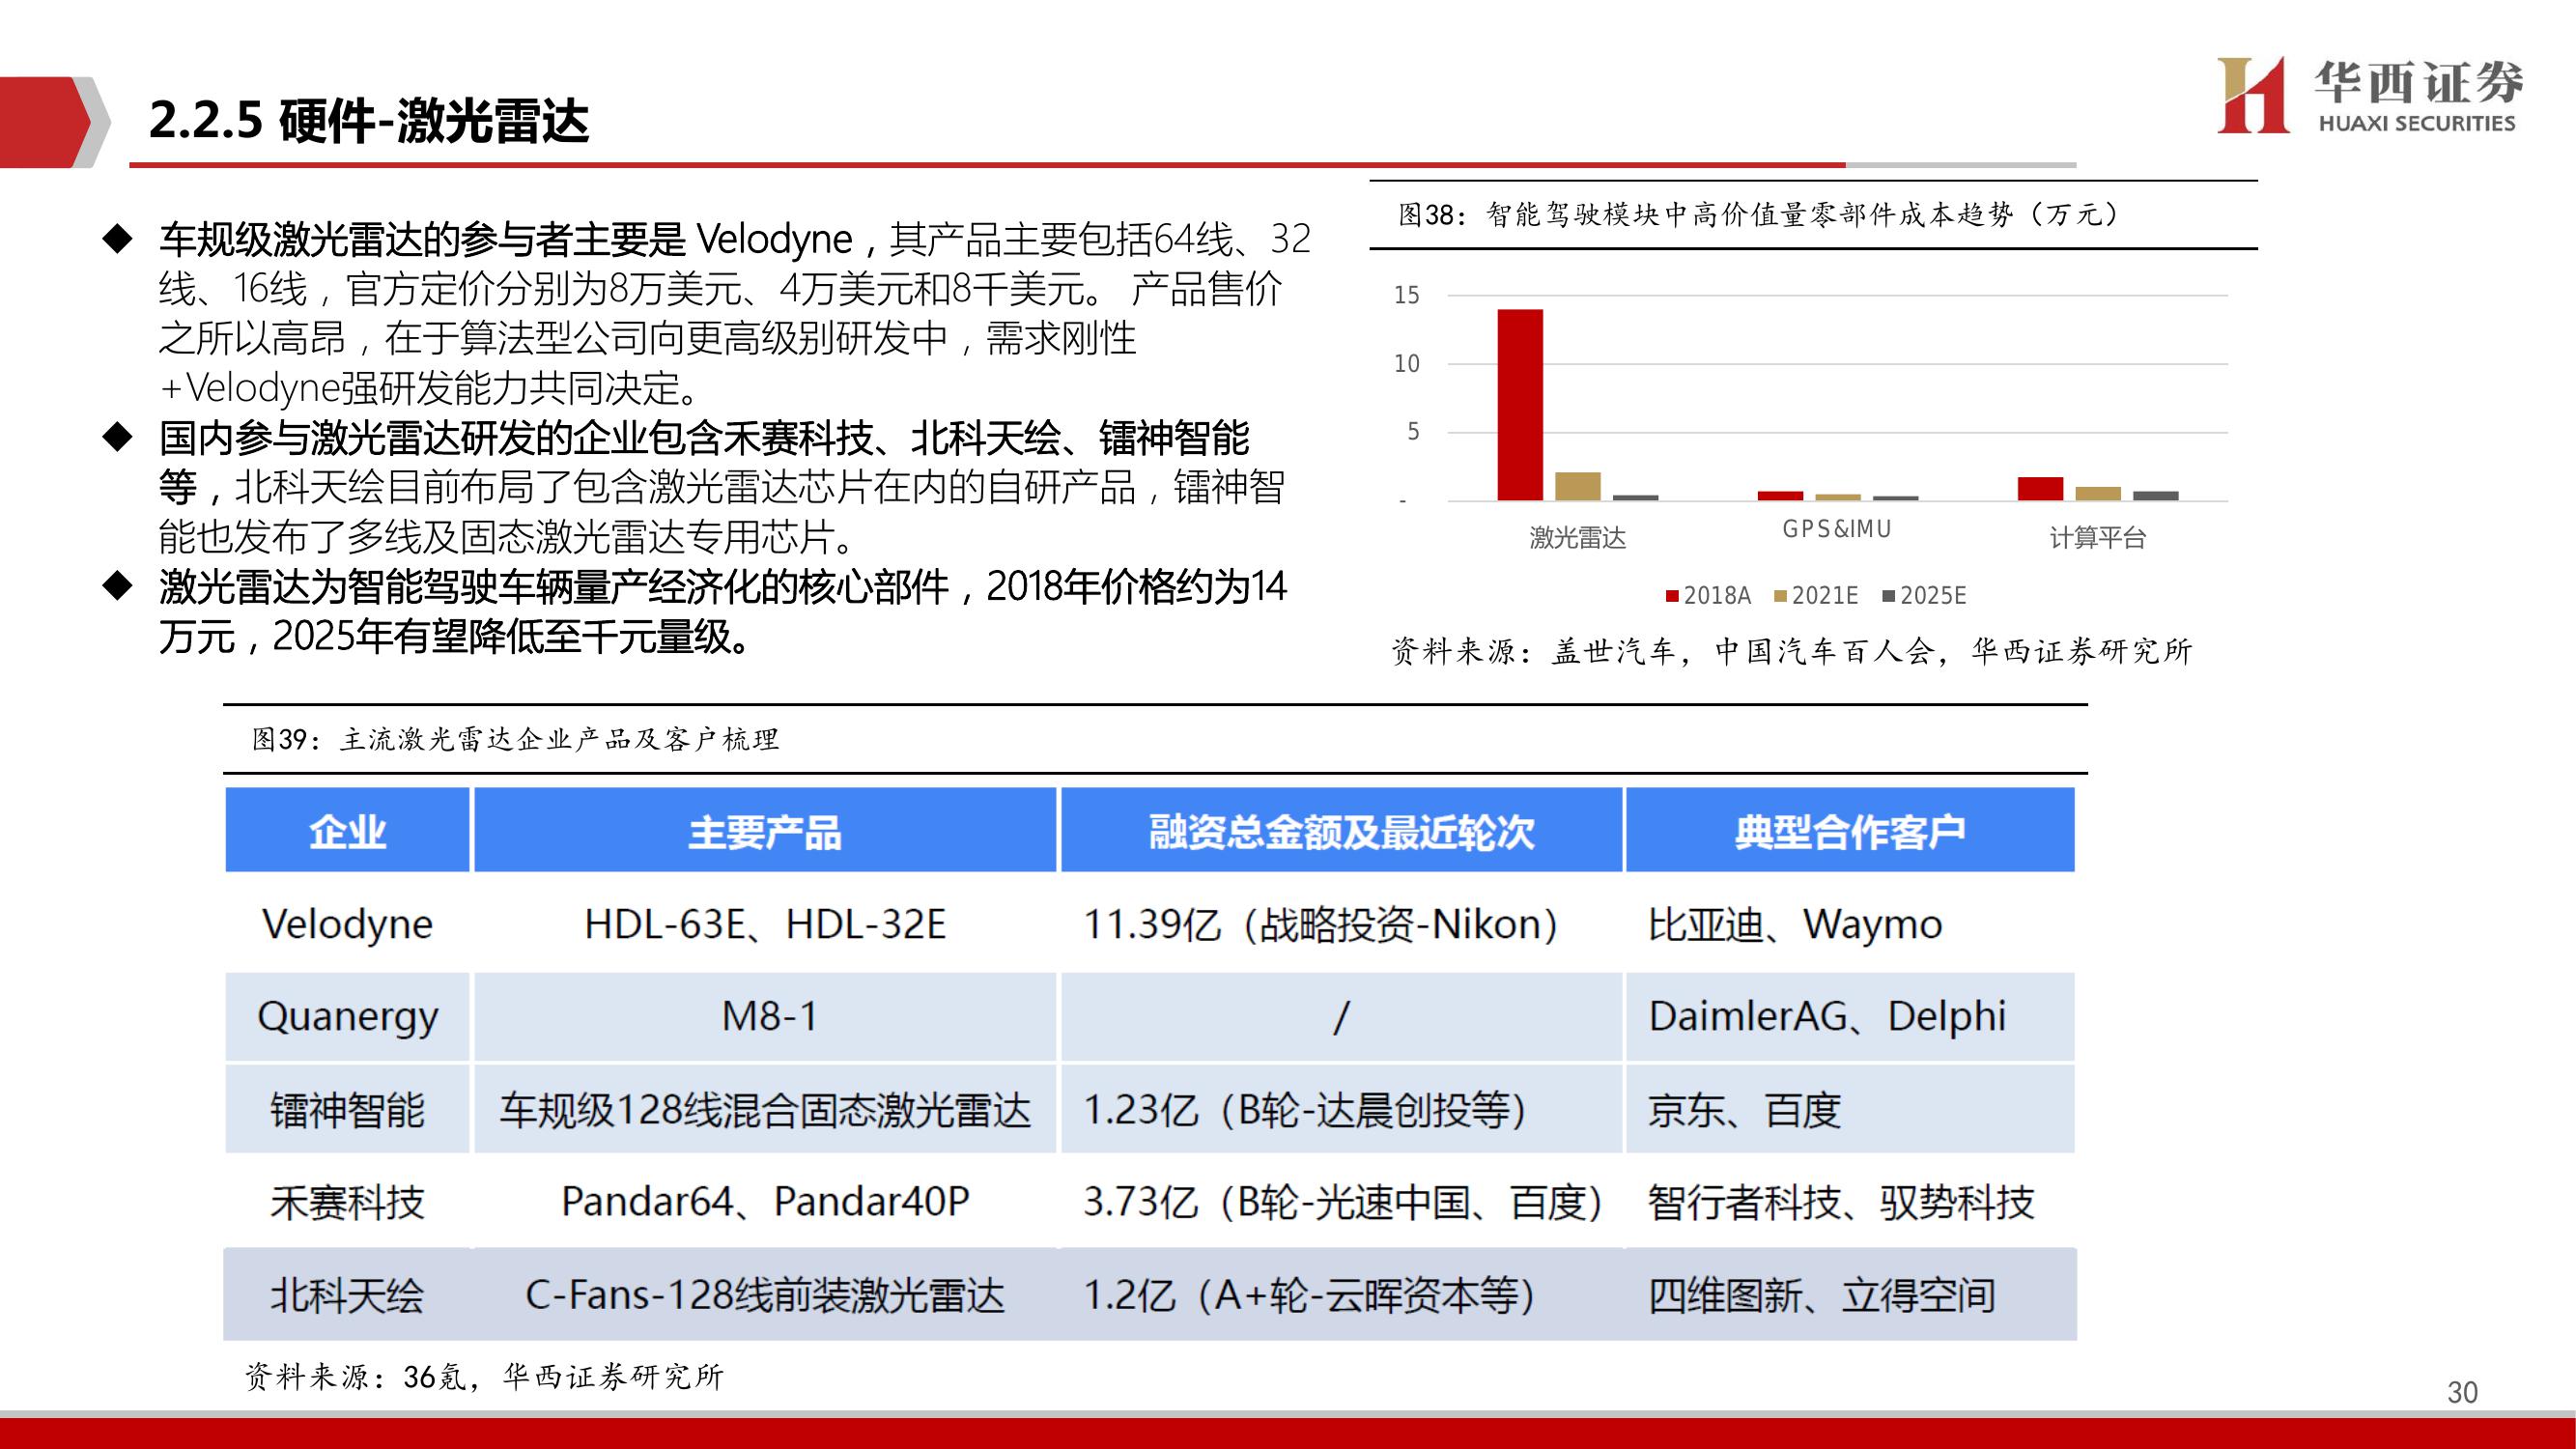 2.2.5 硬件-激光雷达
华西证券
HUAXI SECURITIES
◆ 车规级激光雷达的参与者主要是 Velodyne，其产品主要包括64线、32
线、16线，官方定价分别为8万美元、4万美元和8千美元。 产品售价
之所以高昂，在于算法型公司向更高级别研发中，需求刚性
+Velodyne强研发能力共同决定。
◆ 国内参与激光雷达研发的企业包含禾赛科技、北科天绘、镭神智能
等，北科天绘目前布局了包含激光雷达芯片在内的自研产品，镭神智
能也发布了多线及固态激光雷达专用芯片。
◆ 激光雷达为智能驾驶车辆量产经济化的核心部件，2018年价格约为14
万元，2025年有望降低至千元量级。
图38：智能驾驶模块中高价值量零部件成本趋势（万元）
15
10
5
-
激光雷达 GPS&IMU 计算平台
2018A 2021E 2025E
资料来源：盖世汽车，中国汽车百人会，华西证券研究所
图39：主流激光雷达企业产品及客户梳理
企业 主要产品 融资总金额及最近轮次 典型合作客户
Velodyne HDL-63E、HDL-32E 11.39亿（战略投资-Nikon） 比亚迪、Waymo
Quanergy M8-1 / DaimlerAG、Delphi
镭神智能 车规级128线混合固态激光雷达 1.23亿（B轮-达晨创投等） 京东、百度
禾赛科技 Pandar64、Pandar40P 3.73亿（B轮-光速中国、百度） 智行者科技、驭势科技
北科天绘 C-Fans-128线前装激光雷达 1.2亿（A+轮-云晖资本等） 四维图新、立得空间
资料来源：36氪，华西证券研究所
30